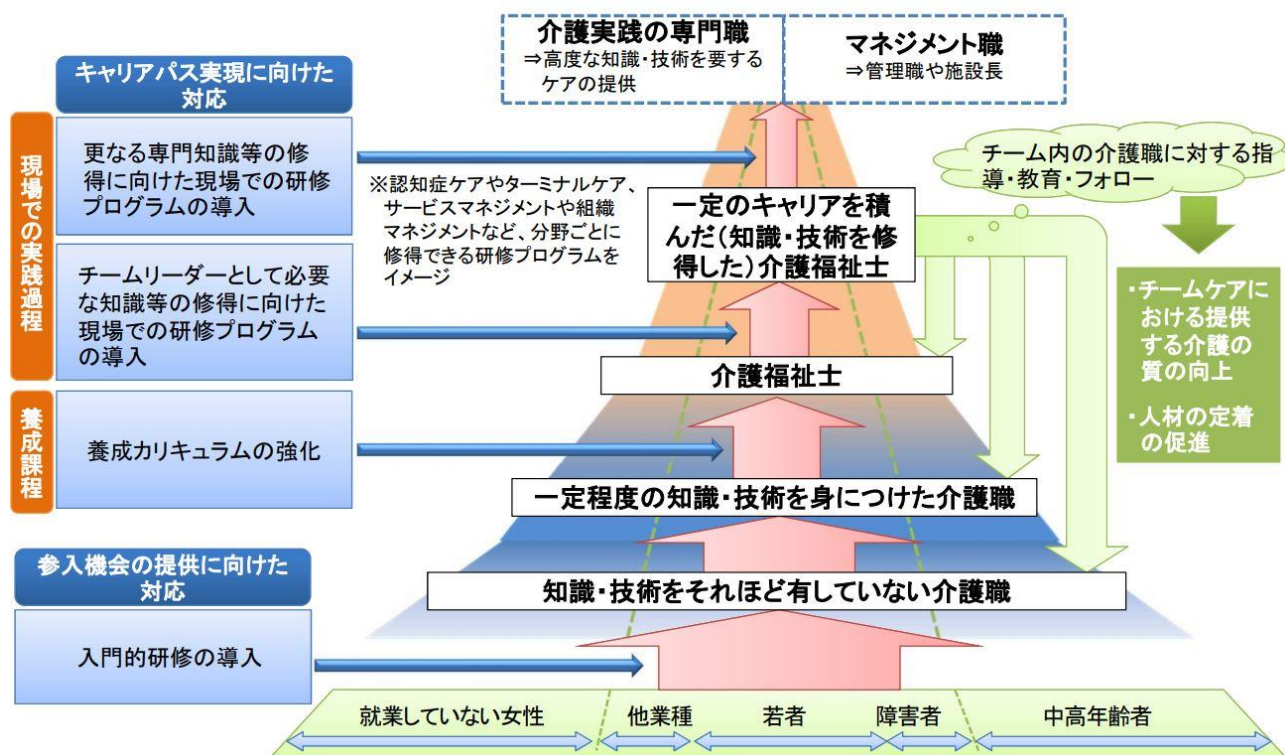 介護実践の専門職
⇒高度な知識・技術を要する
ケアの提供
マネジメント職
⇒管理職や施設長
キャリアパス実現に向けた
対応
現場での実践過程
更なる専門知識等の修
得に向けた現場での研修
プログラムの導入
※認知症ケアやターミナルケア、
サービスマネジメントや組織
マネジメントなど、分野ごとに
修得できる研修プログラムを
イメージ
チーム内の介護職に対する指
導・教育・フォロー
一定のキャリアを積
んだ(知識・技術を修
得した)介護福祉士
チームリーダーとして必要
な知識等の修得に向けた
現場での研修プログラム
の導入
・チームケアに
おける提供
する介護の
質の向上
・人材の定着
の促進
介護福祉士
養成課程
養成カリキュラムの強化
一定程度の知識・技術を身につけた介護職
参入機会の提供に向けた
対応
知識・技術をそれほど有していない介護職
入門的研修の導入
就業していない女性
他業種
若者
障害者
中高年齢者